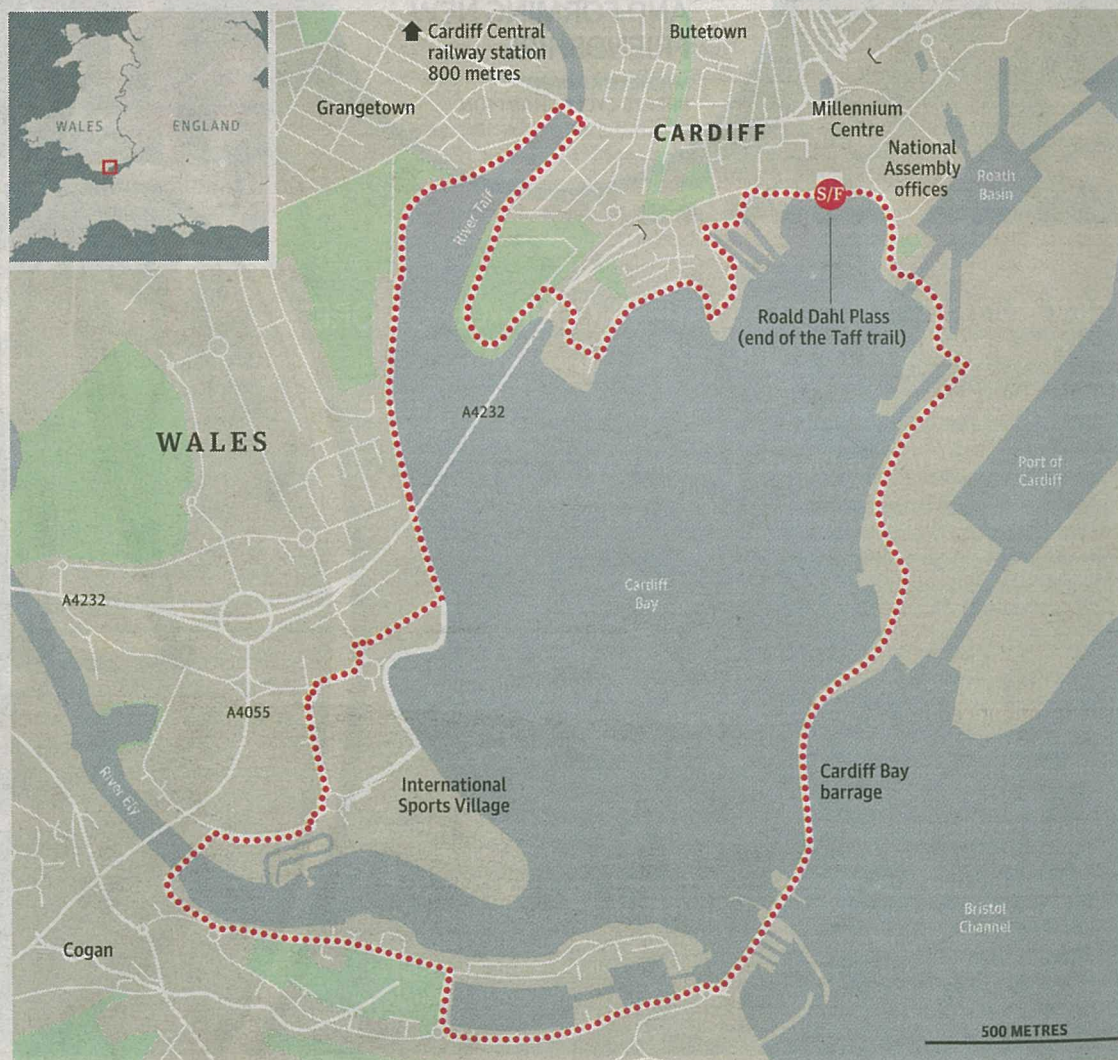 WALES
ENGLAND
Cardiff Central
railway station
800 metres
Butetown
Grangetown
CARDIFF
Millennium
Centre
National
Assembly
offices
Roath
Basin
River Taff
S/F
Roald Dahl Plass
(end of the Taff trail)
A4232
WALES
Port of
Cardiff
Cardiff
Bay
A4232
A4055
River Ely
International
Sports Village
Cardiff Bay
barrage
Bristol
Channel
Cogan
500 METRES